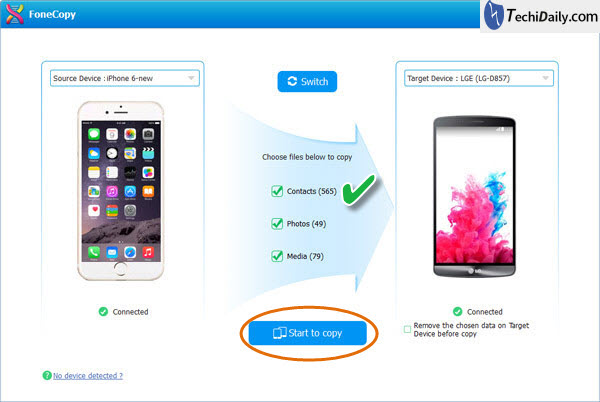 FoneCopy
TechiDaily.com
Source Device : iPhone 6-new
Switch
Target Device : LGE (LG-D857)
Choose files below to copy
Contacts (565)
Photos (49)
Media (79)
LG
Connected
Connected
Start to copy
Remove the chosen data on Target
Device before copy
No device detected ?